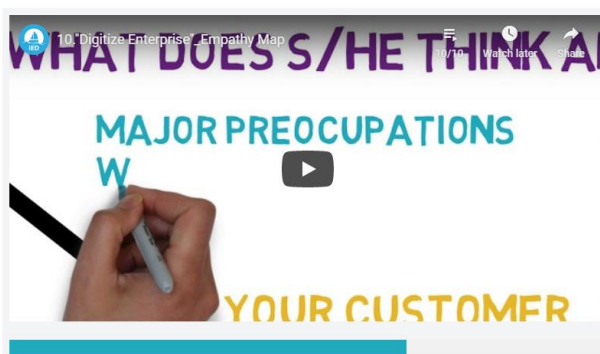 10."Digitize Enterprise"_Empathy Map
IED
10/10
Watch later
Share
WHAT DOES S/HE THINK A
MAJOR PREOCUPATIONS
W
YOUR CUSTOMER